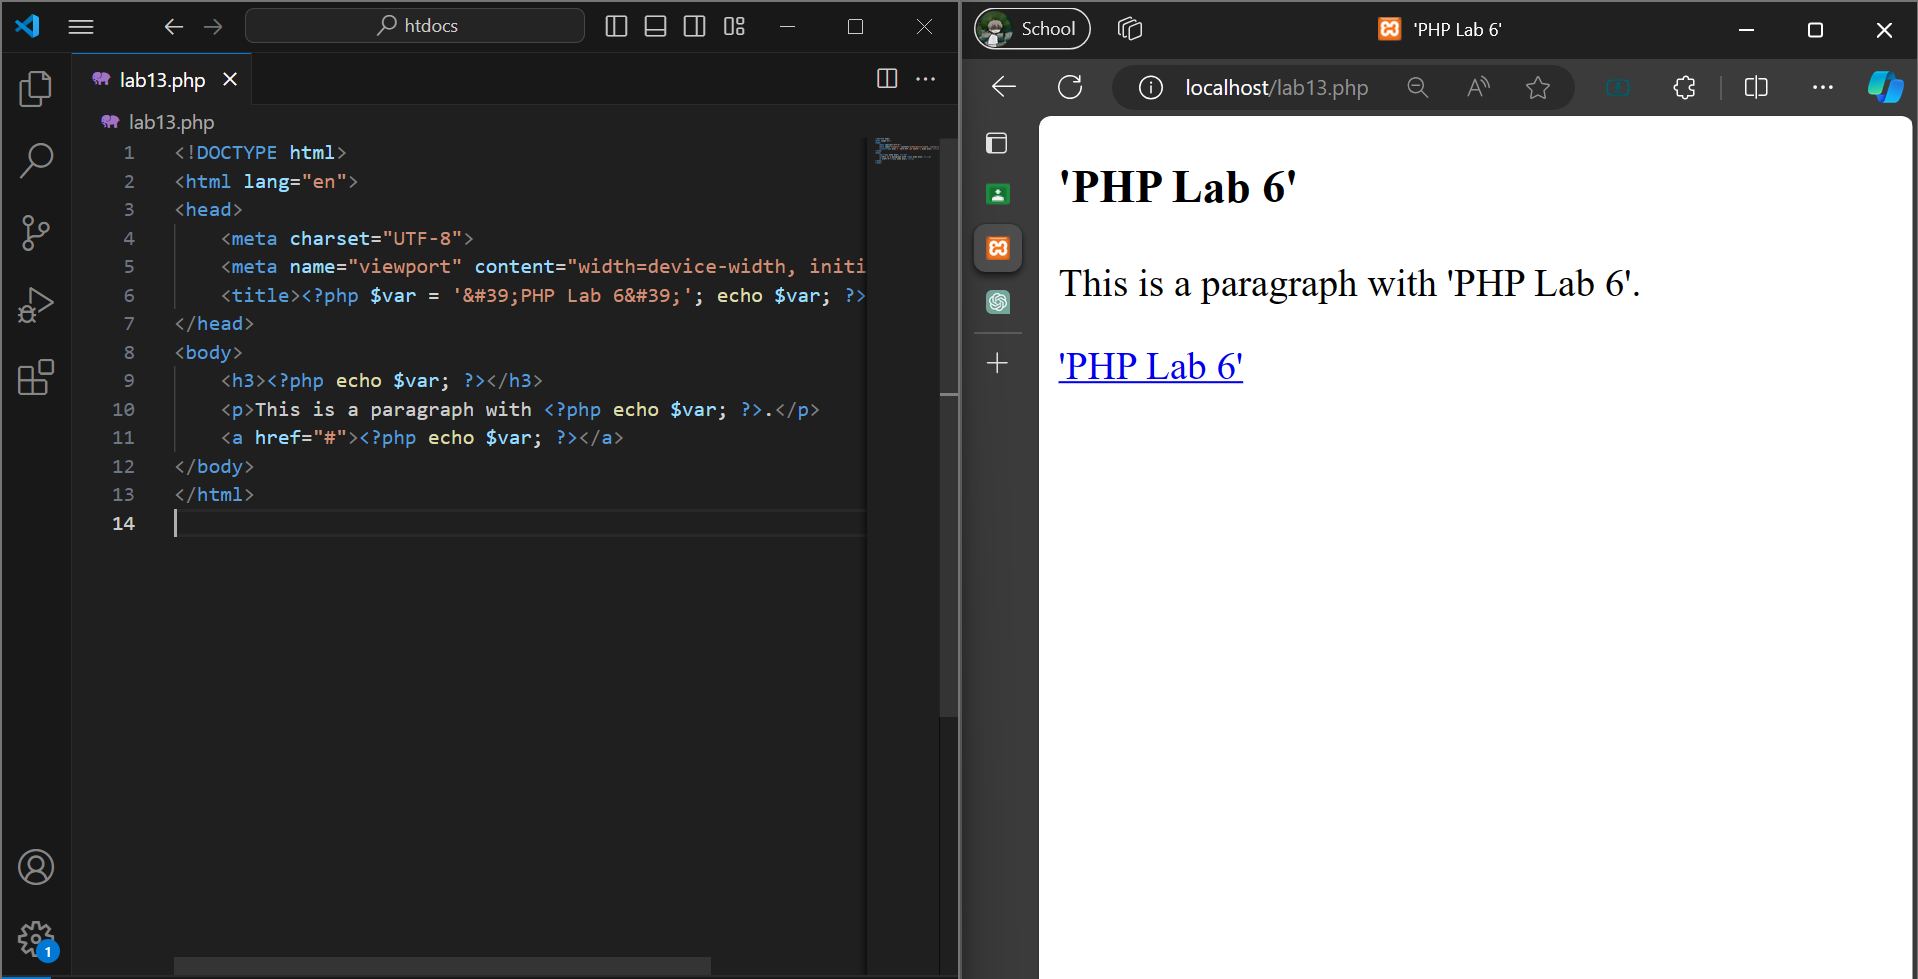 htdocs
lab13.php
lab13.php
1 <!DOCTYPE html>
2 <html lang="en">
3 <head>
4     <meta charset="UTF-8">
5     <meta name="viewport" content="width=device-width, initi
6     <title><?php $var = '&#39;PHP Lab 6&#39;'; echo $var; ?>
7 </head>
8 <body>
9     <h3><?php echo $var; ?></h3>
10     <p>This is a paragraph with <?php echo $var; ?>.</p>
11     <a href="#"><?php echo $var; ?></a>
12 </body>
13 </html>
14
1
School
'PHP Lab 6'
localhost/lab13.php
'PHP Lab 6'
This is a paragraph with 'PHP Lab 6'.
'PHP Lab 6'